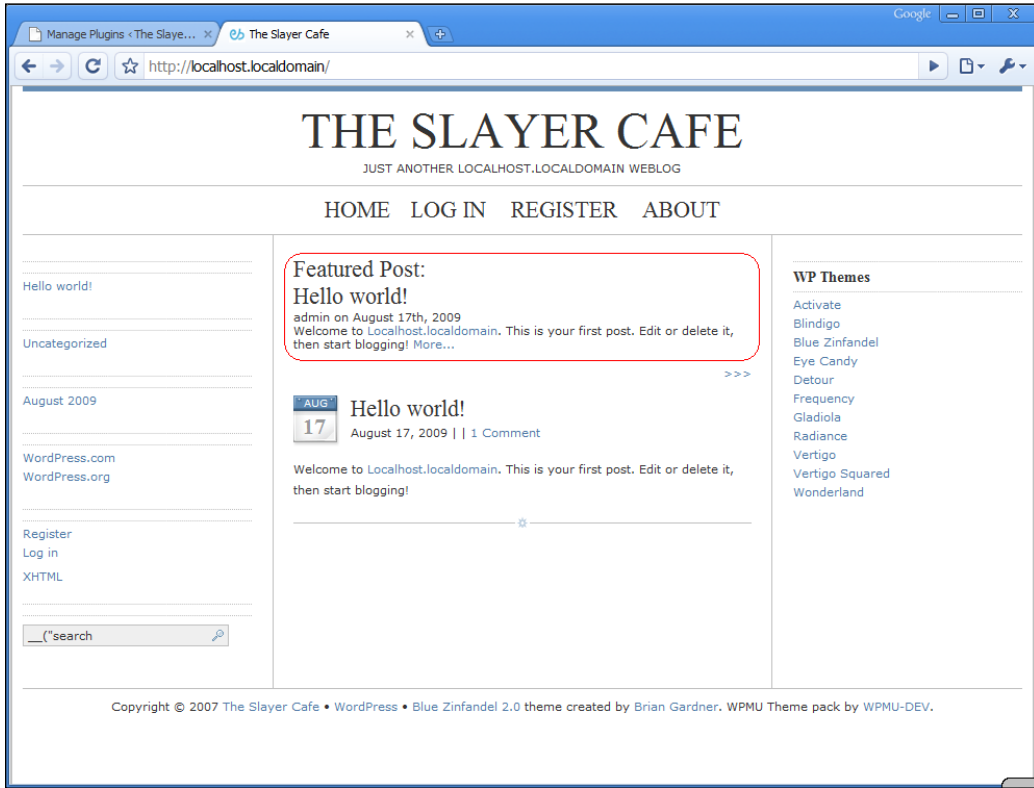 Google
Manage Plugins ‹ The Slaye...
The Slayer Cafe
http://localhost.localdomain/
THE SLAYER CAFE
JUST ANOTHER LOCALHOST.LOCALDOMAIN WEBLOG
HOME LOG IN REGISTER ABOUT
Hello world!
Uncategorized
August 2009
WordPress.com
WordPress.org
Register
Log in
XHTML
__("search
Featured Post:
Hello world!
admin on August 17th, 2009
Welcome to Localhost.localdomain. This is your first post. Edit or delete it,
then start blogging! More...
>>>
AUG
17
Hello world!
August 17, 2009 | | 1 Comment
Welcome to Localhost.localdomain. This is your first post. Edit or delete it,
then start blogging!
WP Themes
Activate
Blindigo
Blue Zinfandel
Eye Candy
Detour
Frequency
Gladiola
Radiance
Vertigo
Vertigo Squared
Wonderland
Copyright © 2007 The Slayer Cafe • WordPress • Blue Zinfandel 2.0 theme created by Brian Gardner. WPMU Theme pack by WPMU-DEV.